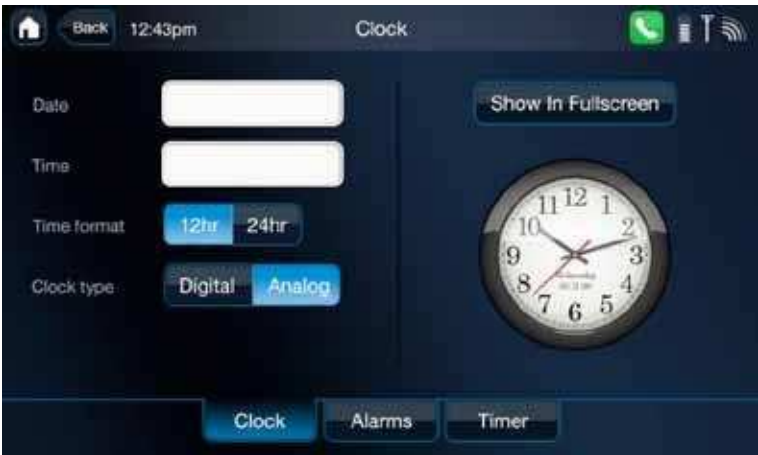 Back 12:43pm Clock
Date
Show In Fullscreen
Time
Time format 12hr 24hr
Clock type Digital Analog
11 12 1
10 2
9 3
8 4
7 6 5
Clock Alarms Timer